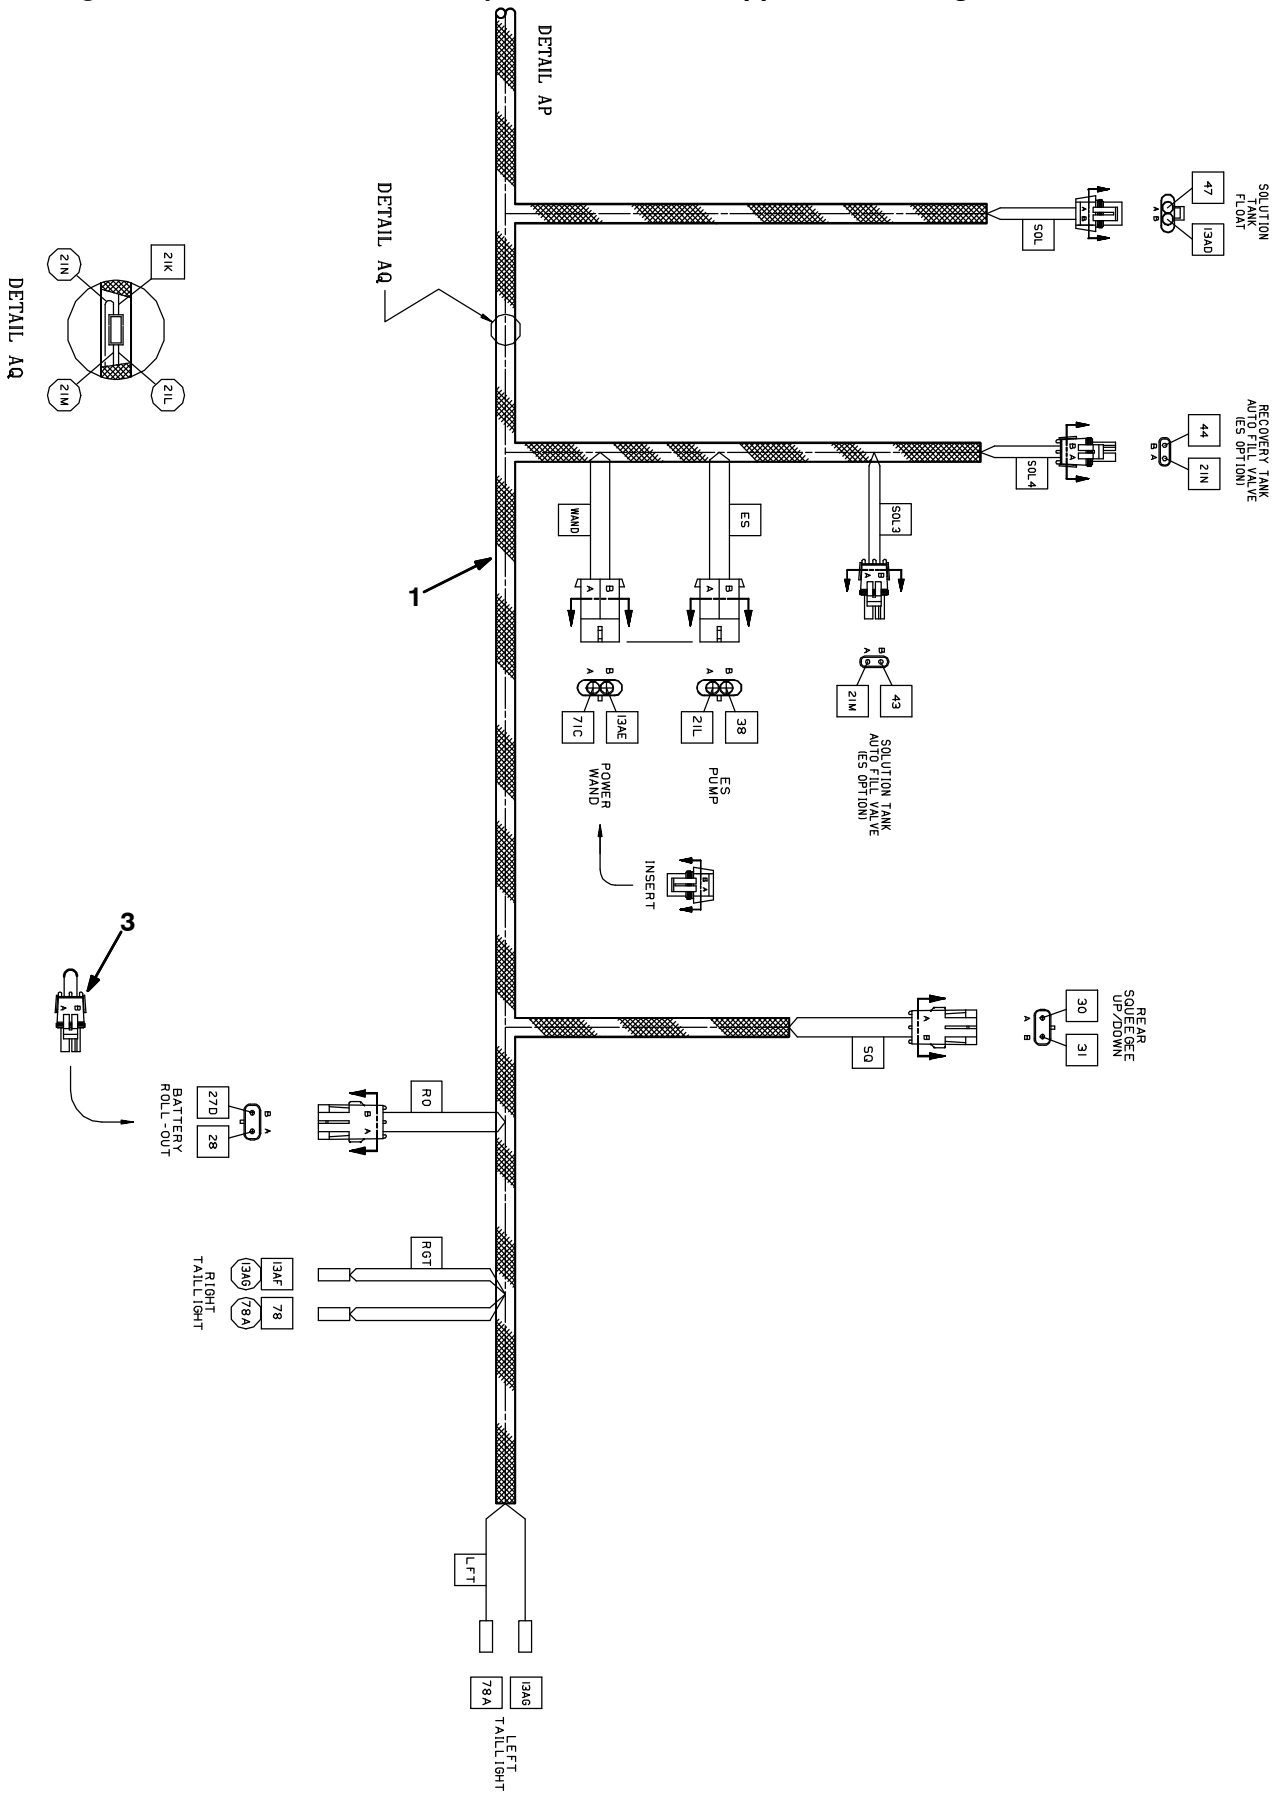 DETAIL AP
SOLUTION
TANK
FLOAT
47
13AD
A B
A B
SOL
DETAIL AQ
21K
21N
21L
21M
DETAIL AQ
RECOVERY TANK
AUTO FILL VALVE
(ES OPTION)
44
21N
B A
B A
SOL4
SOL3
B
A
B
A
43
21M
SOLUTION TANK
AUTO FILL VALVE
(ES OPTION)
ES
B
A
B
A
38
21L
ES
PUMP
WAND
B
A
B
A
13AE
71C
POWER
WAND
INSERT
B A
1
REAR
SQUEEGEE
UP/DOWN
30
31
A B
A B
SQ
3
B
A
RO
B A
B A
27D
28
BATTERY
ROLL-OUT
RGT
13AF
13AG
78
78A
RIGHT
TAILLIGHT
LFT
13AG
78A
LEFT
TAILLIGHT